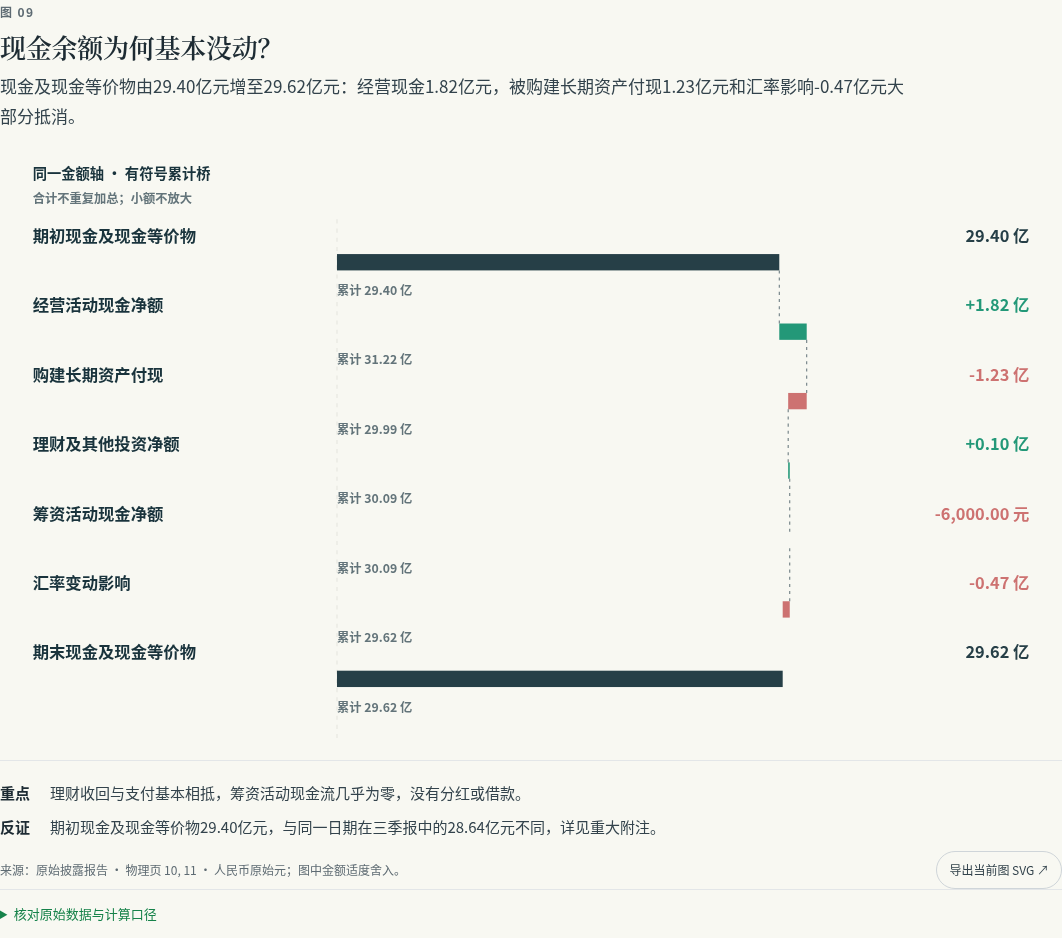 图 09
现金余额为何基本没动？
现金及现金等价物由29.40亿元增至29.62亿元：经营现金1.82亿元，被购建长期资产付现1.23亿元和汇率影响-0.47亿元大
部分抵消。
同一金额轴 · 有符号累计桥
合计不重复加总；小额不放大
期初现金及现金等价物 29.40 亿
累计 29.40 亿
经营活动现金净额 +1.82 亿
累计 31.22 亿
购建长期资产付现 -1.23 亿
累计 29.99 亿
理财及其他投资净额 +0.10 亿
累计 30.09 亿
筹资活动现金净额 -6,000.00 元
累计 30.09 亿
汇率变动影响 -0.47 亿
累计 29.62 亿
期末现金及现金等价物 29.62 亿
累计 29.62 亿
重点 理财收回与支付基本相抵，筹资活动现金流几乎为零，没有分红或借款。
反证 期初现金及现金等价物29.40亿元，与同一日期在三季报中的28.64亿元不同，详见重大附注。
来源：原始披露报告 · 物理页 10, 11 · 人民币原始元；图中金额适度舍入。
导出当前图 SVG ↗
▶ 核对原始数据与计算口径